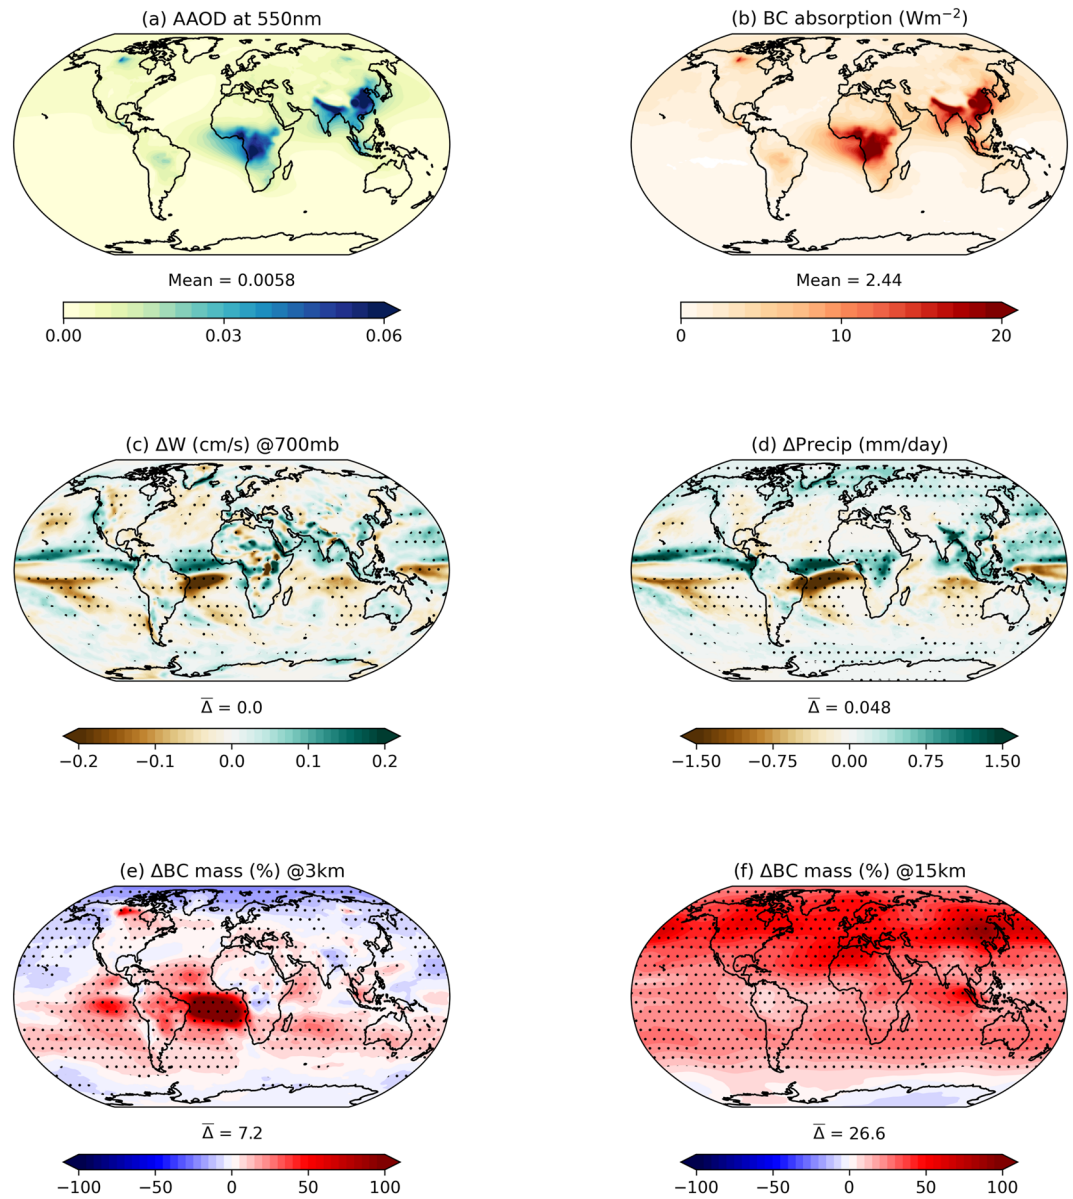 (a) AAOD at 550nm
(b) BC absorption (Wm⁻²)
Mean = 0.0058
Mean = 2.44
0.00 0.03 0.06
0 10 20
(c) ΔW (cm/s) @700mb
(d) ΔPrecip (mm/day)
Δ̅ = 0.0
Δ̅ = 0.048
−0.2 −0.1 0.0 0.1 0.2
−1.50 −0.75 0.00 0.75 1.50
(e) ΔBC mass (%) @3km
(f) ΔBC mass (%) @15km
Δ̅ = 7.2
Δ̅ = 26.6
−100 −50 0 50 100
−100 −50 0 50 100